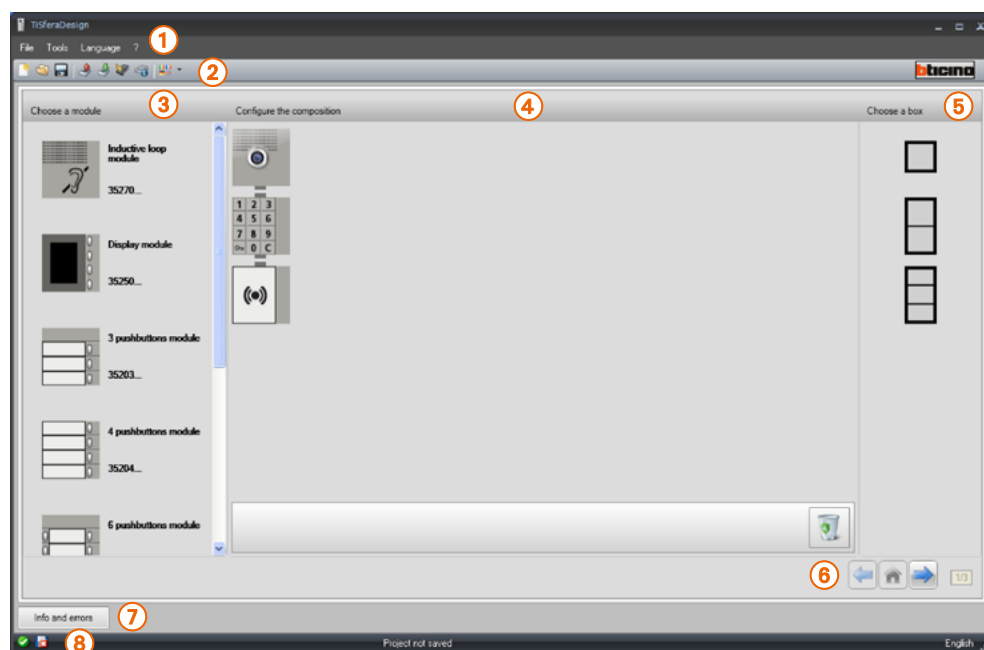 TiSferaDesign
File Tools Language ? 1
2
bticino
Choose a module 3
Configure the composition 4
Choose a box 5
Inductive loop
module
35270...
Display module
35250...
3 pushbuttons module
35203...
4 pushbuttons module
35204...
6 pushbuttons module
1 2 3
4 5 6
7 8 9
0 C
6
1/3
Info and errors 7
8
Project not saved
English